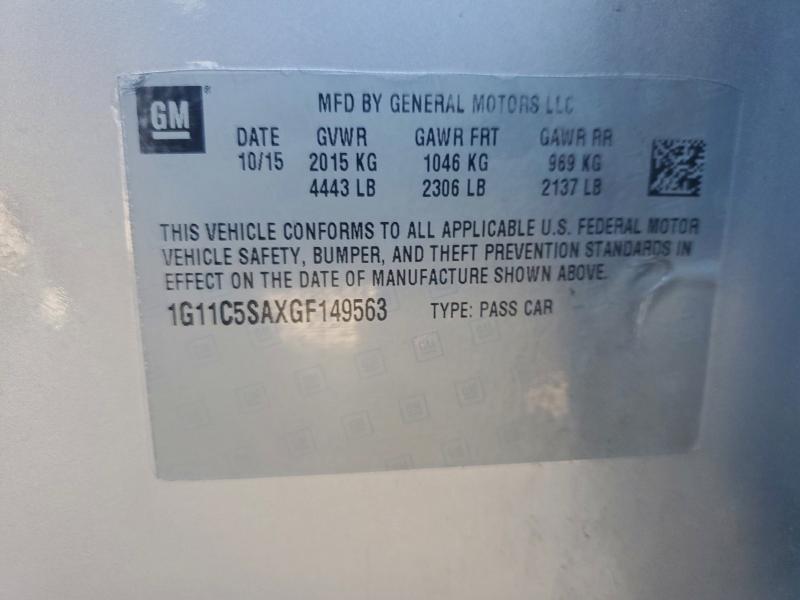 GM®
MFD BY GENERAL MOTORS LLC
DATE GVWR GAWR FRT GAWR RR
10/15 2015 KG 1046 KG 969 KG
4443 LB 2306 LB 2137 LB
THIS VEHICLE CONFORMS TO ALL APPLICABLE U.S. FEDERAL MOTOR
VEHICLE SAFETY, BUMPER, AND THEFT PREVENTION STANDARDS IN
EFFECT ON THE DATE OF MANUFACTURE SHOWN ABOVE.
1G11C5SAXGF149563 TYPE: PASS CAR